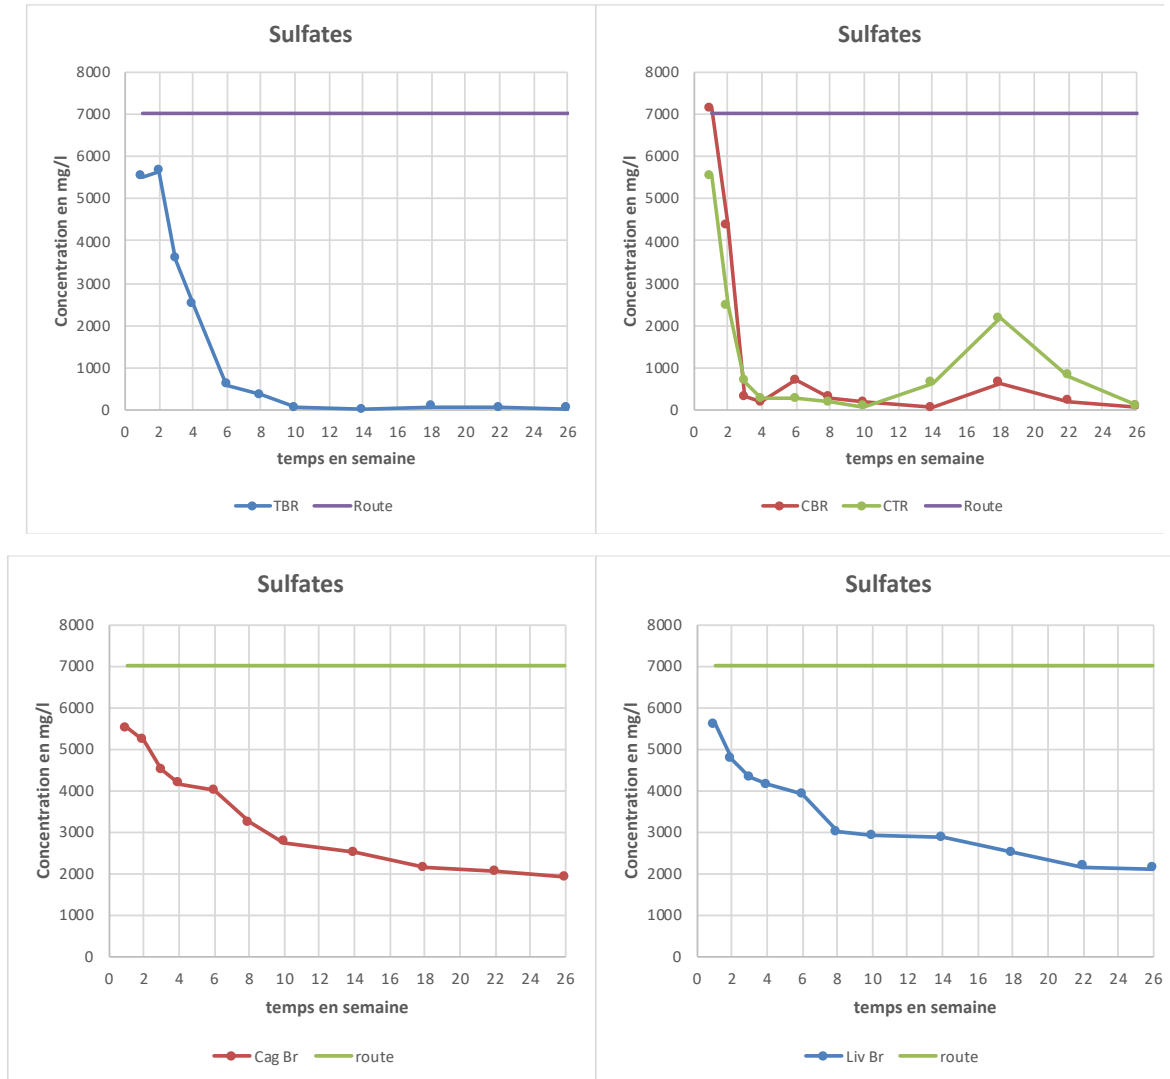 Sulfates
8000
7000
6000
5000
4000
3000
2000
1000
0
Concentration en mg/l
0 2 4 6 8 10 12 14 16 18 20 22 24 26
temps en semaine
TBR Route
Sulfates
8000
7000
6000
5000
4000
3000
2000
1000
0
Concentration en mg/l
0 2 4 6 8 10 12 14 16 18 20 22 24 26
temps en semaine
CBR CTR Route
Sulfates
8000
7000
6000
5000
4000
3000
2000
1000
0
Concentration en mg/l
0 2 4 6 8 10 12 14 16 18 20 22 24 26
temps en semaine
Cag Br route
Sulfates
8000
7000
6000
5000
4000
3000
2000
1000
0
Concentration en mg/l
0 2 4 6 8 10 12 14 16 18 20 22 24 26
temps en semaine
Liv Br route